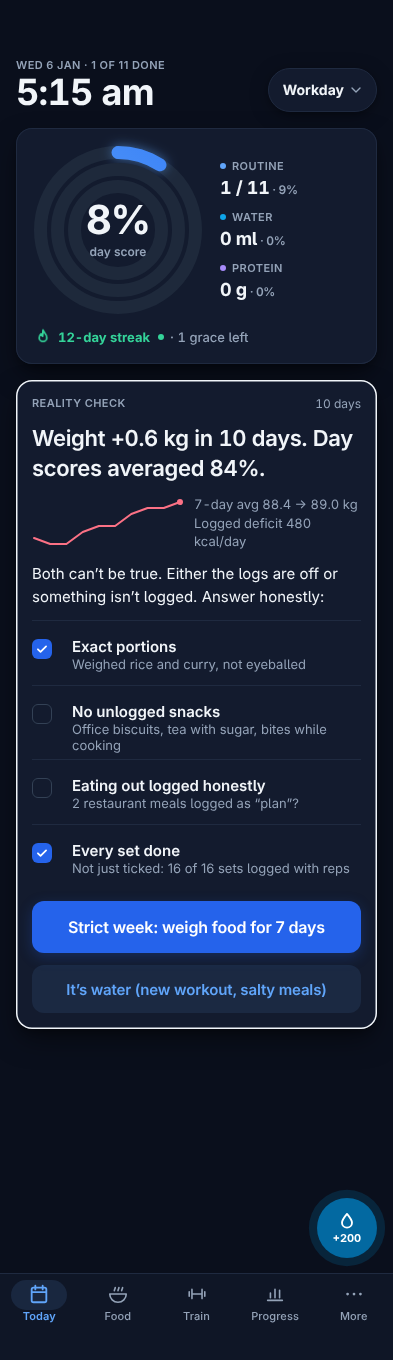 WED 6 JAN · 1 OF 11 DONE
5:15 am
Workday
8%
day score
ROUTINE
1 / 11 · 9%
WATER
0 ml · 0%
PROTEIN
0 g · 0%
12-day streak · 1 grace left
REALITY CHECK
10 days
Weight +0.6 kg in 10 days. Day
scores averaged 84%.
7-day avg 88.4 → 89.0 kg
Logged deficit 480
kcal/day
Both can’t be true. Either the logs are off or
something isn’t logged. Answer honestly:
Exact portions
Weighed rice and curry, not eyeballed
No unlogged snacks
Office biscuits, tea with sugar, bites while
cooking
Eating out logged honestly
2 restaurant meals logged as “plan”?
Every set done
Not just ticked: 16 of 16 sets logged with reps
Strict week: weigh food for 7 days
It’s water (new workout, salty meals)
+200
Today
Food
Train
Progress
More